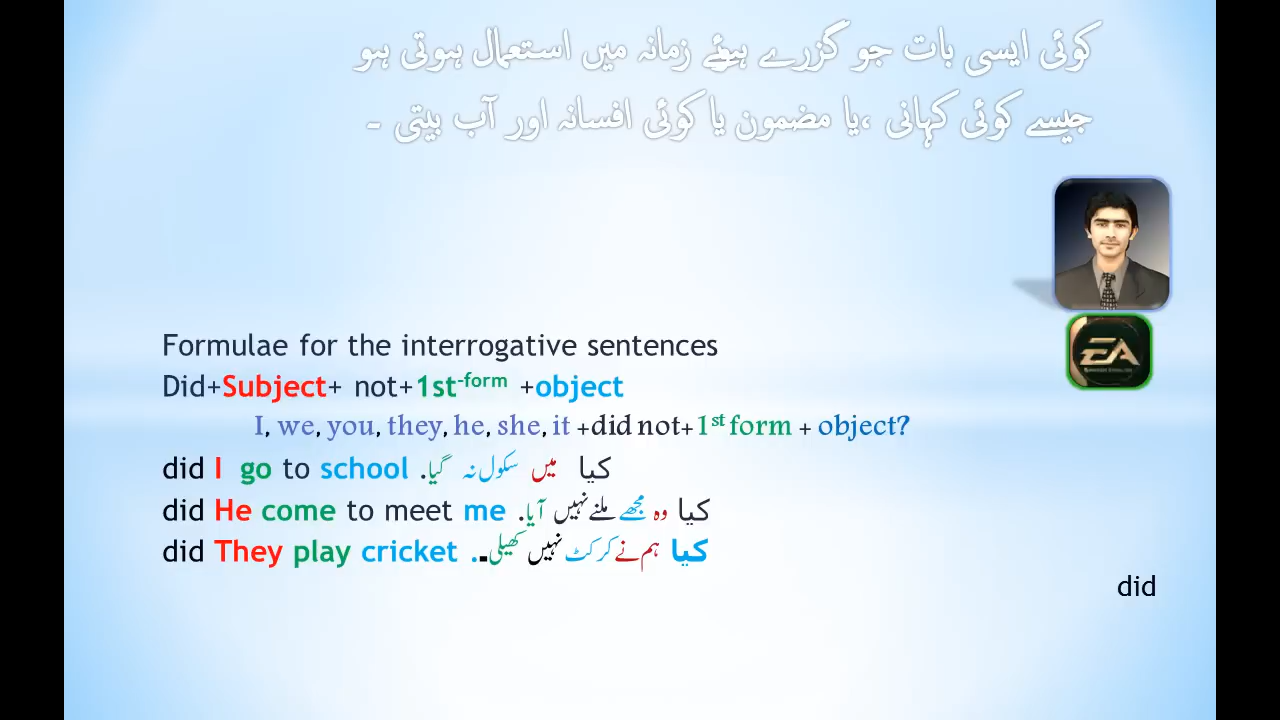 کوئی ایسی بات جو گزرے ہوئے زمانہ میں استعمال ہوتی ہو
جیسے کوئی کہانی ،یا مضمون یا کوئی افسانہ اور آب بیتی ۔
Formulae for the interrogative sentences
Did+Subject+ not+1st-form +object
I, we, you, they, he, she, it +did not+1st form + object?
did I go to school .کیا میں سکول نہ گیا
did He come to meet me .کیا وہ مجھے ملنے نہیں آیا
did They play cricket .کیا ہم نے کرکٹ نہیں کھیلی۔
did
EA